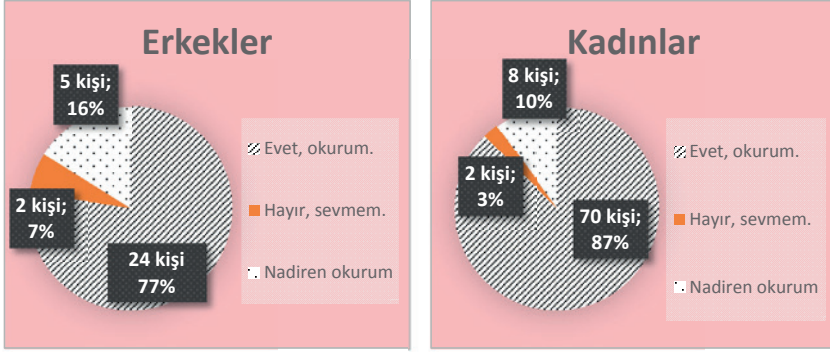 Erkekler
5 kişi;
16%
2 kişi;
7%
24 kişi
77%
Evet, okurum.
Hayır, sevmem.
Nadiren okurum
Kadınlar
8 kişi;
10%
2 kişi;
3%
70 kişi;
87%
Evet, okurum.
Hayır, sevmem.
Nadiren okurum